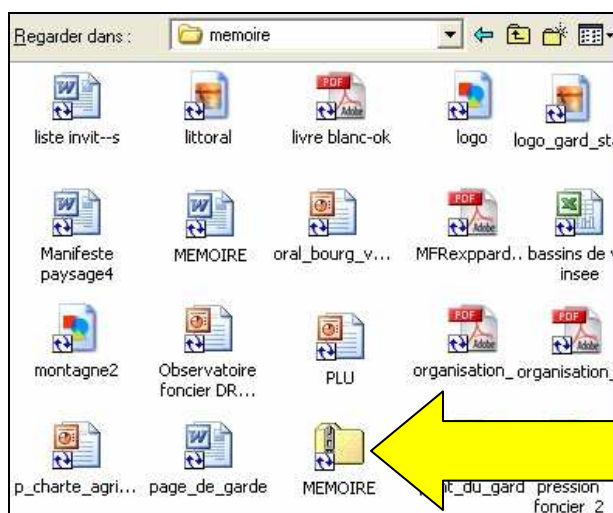 Regarder dans : memoire
liste invit--s littoral livre blanc-ok logo logo_gard_st
Manifeste paysage4 MEMOIRE oral_bourg_v... MFRexppard.. bassins de v
insee
montagne2 Observatoire foncier DR... PLU organisation_ organisation_
p_charte_agri... page_de_garde MEMOIRE t_du_gard pression
foncier 2